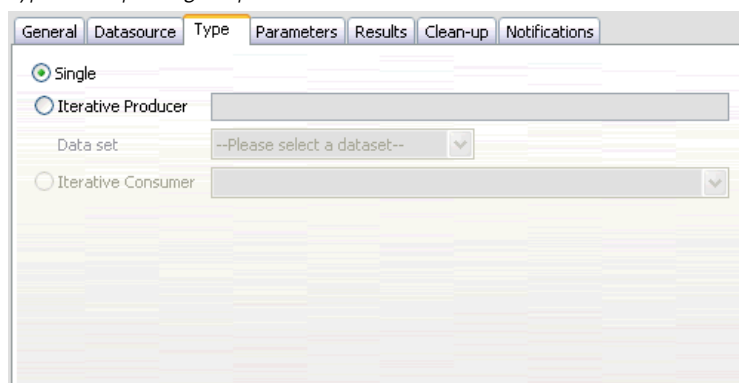 General Datasource Type Parameters Results Clean-up Notifications
Single
Iterative Producer
Data set --Please select a dataset--
Iterative Consumer